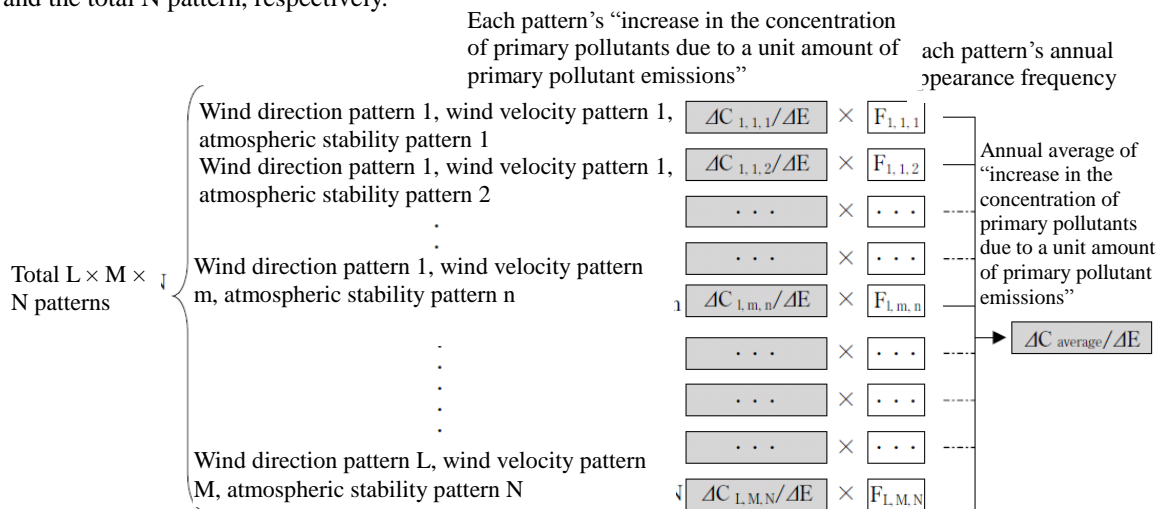 and the total N pattern, respectively.
Each pattern's “increase in the concentration
of primary pollutants due to a unit amount of
primary pollutant emissions”
ach pattern's annual
appearance frequency
Wind direction pattern 1, wind velocity pattern 1,
atmospheric stability pattern 1
ΔC 1, 1, 1/ΔE × F1, 1, 1
Wind direction pattern 1, wind velocity pattern 1,
atmospheric stability pattern 2
ΔC 1, 1, 2/ΔE × F1, 1, 2
· · · × · · ·
· · · × · · ·
Wind direction pattern 1, wind velocity pattern
m, atmospheric stability pattern n
ΔC l, m, n/ΔE × Fl, m, n
Total L × M ×
N patterns
Annual average of
“increase in the
concentration of
primary pollutants
due to a unit amount
of primary pollutant
emissions”
ΔC average/ΔE
· · · × · · ·
· · · × · · ·
· · · × · · ·
Wind direction pattern L, wind velocity pattern
M, atmospheric stability pattern N
N ΔC L, M, N/ΔE × FL, M, N